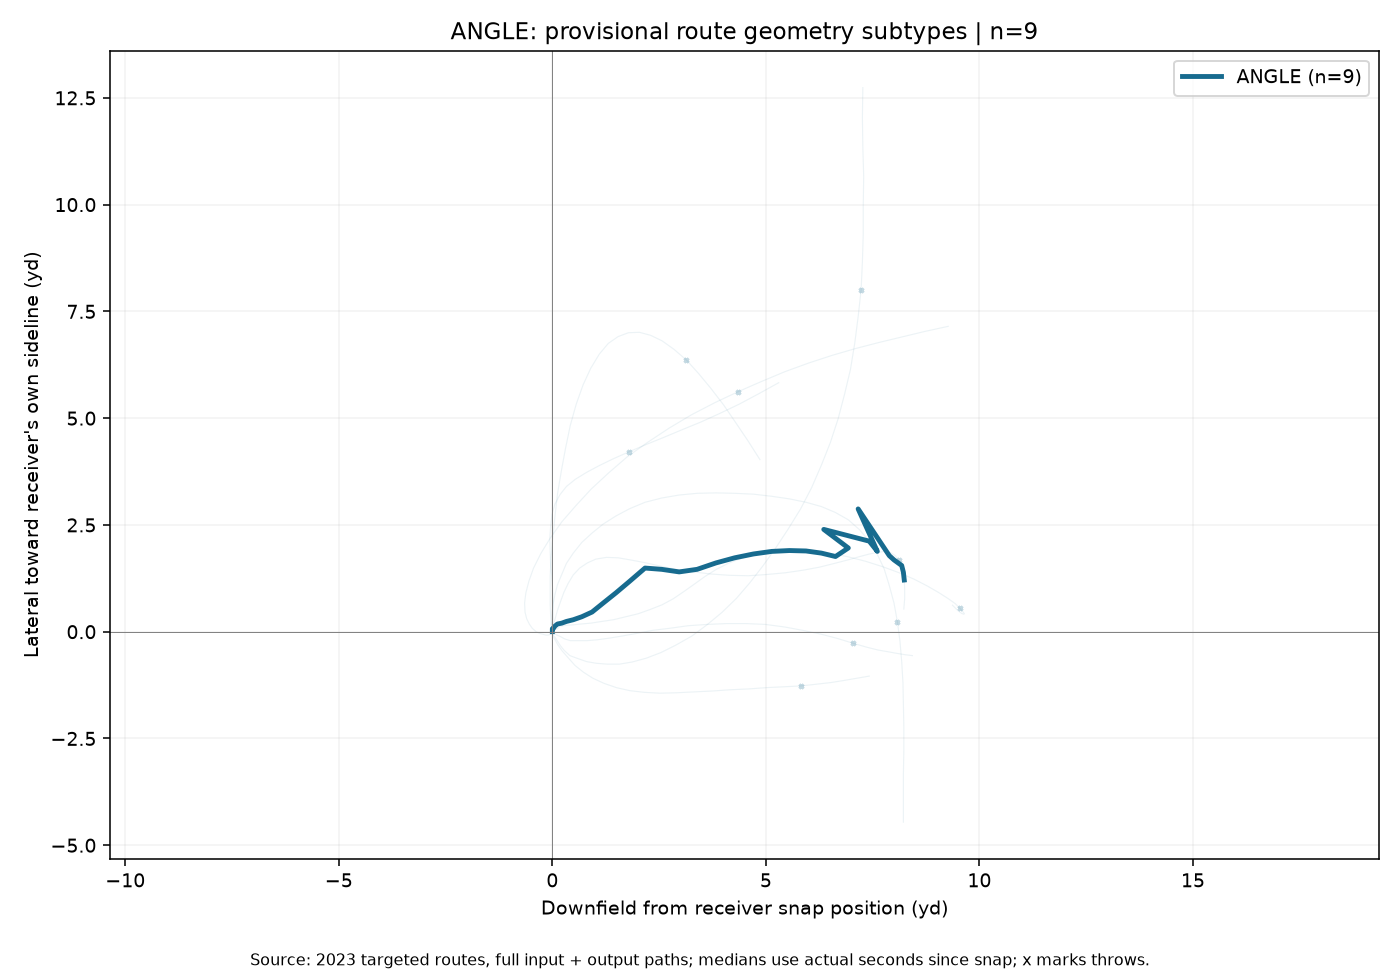 ANGLE: provisional route geometry subtypes | n=9
ANGLE (n=9)
Lateral toward receiver's own sideline (yd)
12.5
10.0
7.5
5.0
2.5
0.0
−2.5
−5.0
−10
−5
0
5
10
15
Downfield from receiver snap position (yd)
Source: 2023 targeted routes, full input + output paths; medians use actual seconds since snap; x marks throws.